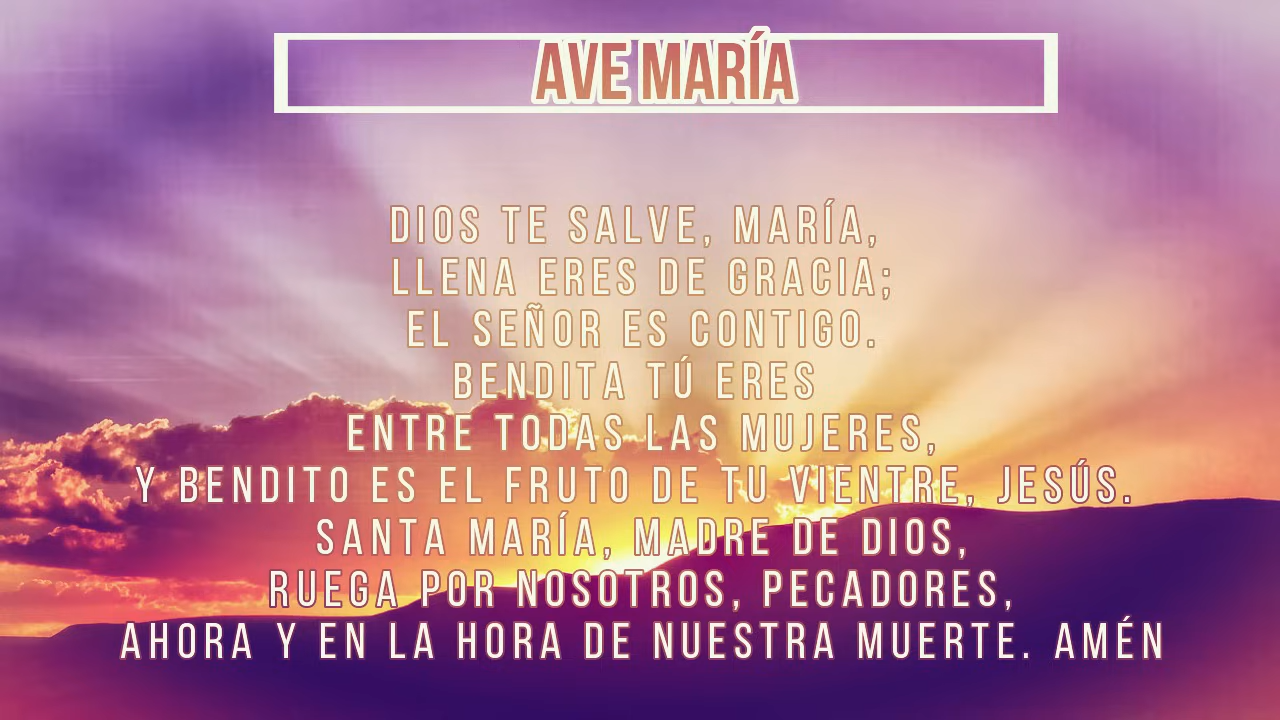 AVE MARÍA
DIOS TE SALVE, MARÍA,
LLENA ERES DE GRACIA;
EL SEÑOR ES CONTIGO.
BENDITA TÚ ERES
ENTRE TODAS LAS MUJERES,
Y BENDITO ES EL FRUTO DE TU VIENTRE, JESÚS.
SANTA MARÍA, MADRE DE DIOS,
RUEGA POR NOSOTROS, PECADORES,
AHORA Y EN LA HORA DE NUESTRA MUERTE. AMÉN